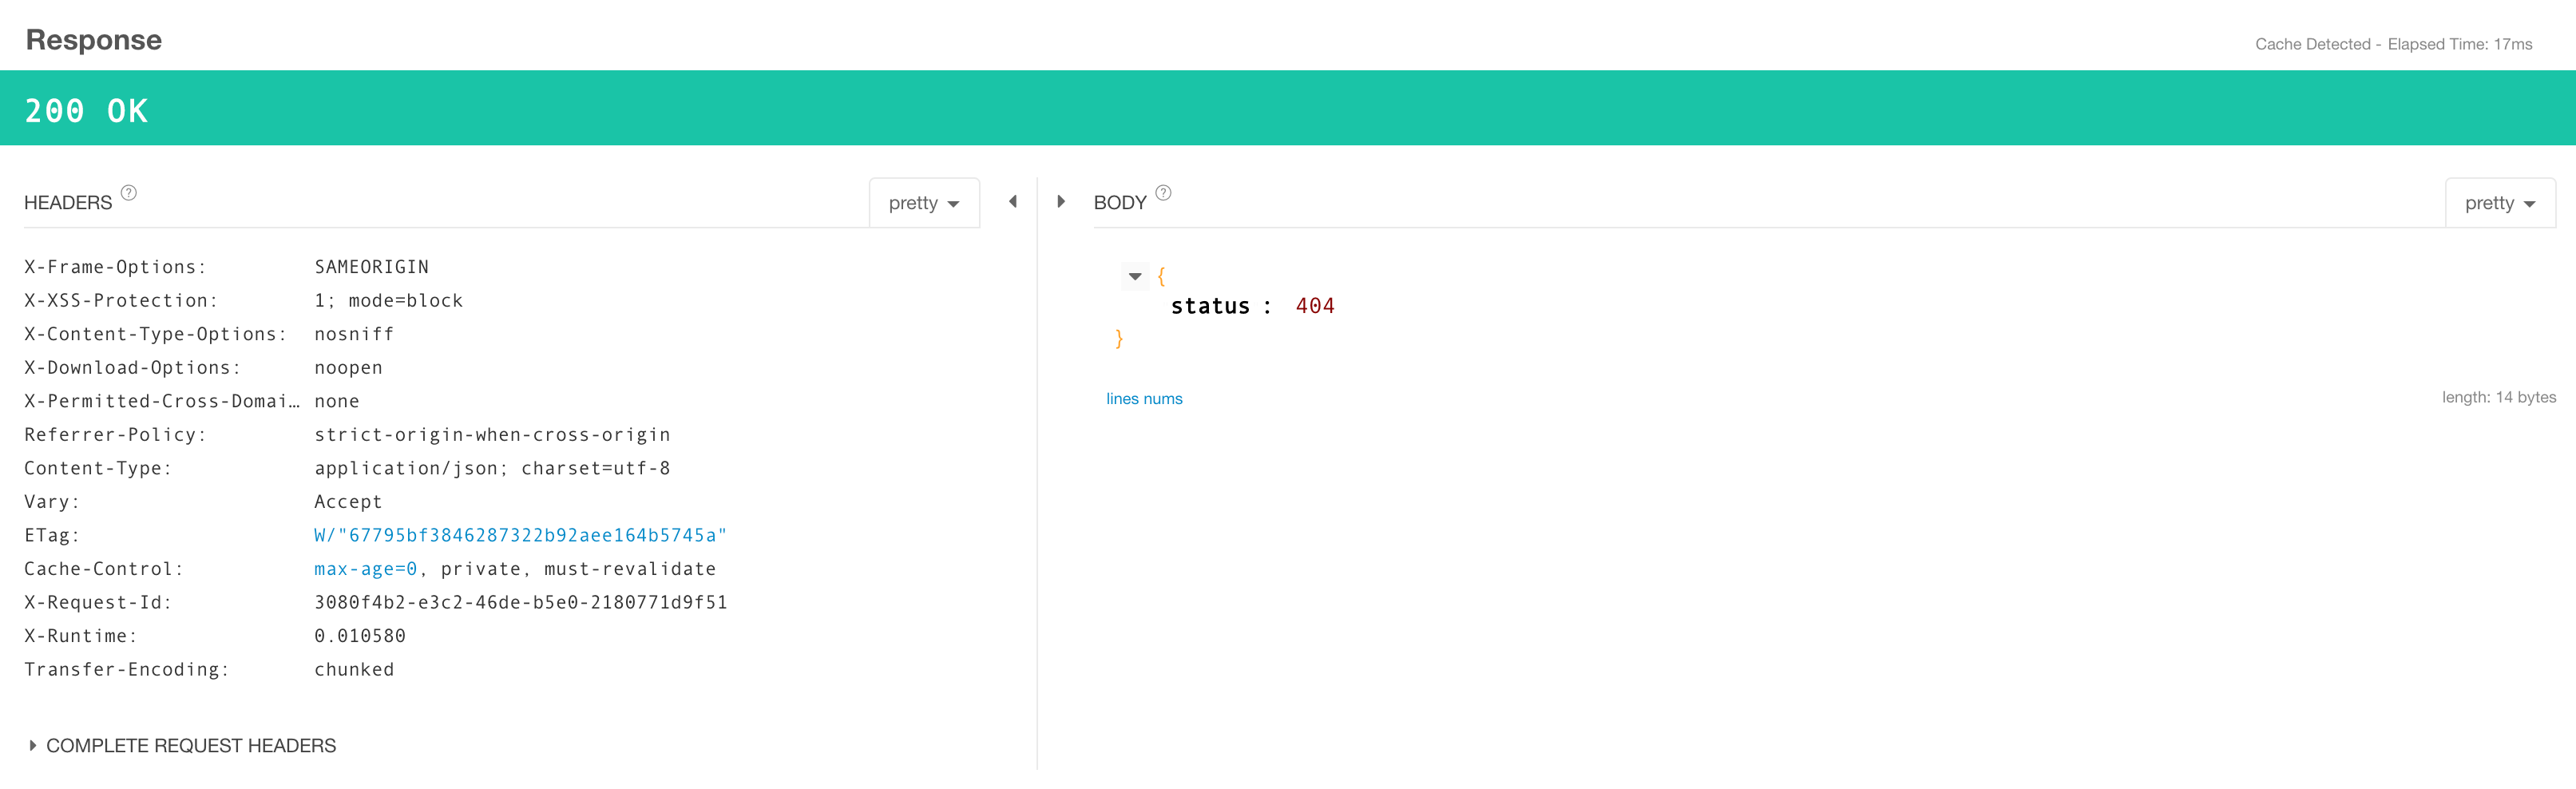 Response
Cache Detected - Elapsed Time: 17ms
200 OK
HEADERS ?
pretty
X-Frame-Options: SAMEORIGIN
X-XSS-Protection: 1; mode=block
X-Content-Type-Options: nosniff
X-Download-Options: noopen
X-Permitted-Cross-Domai… none
Referrer-Policy: strict-origin-when-cross-origin
Content-Type: application/json; charset=utf-8
Vary: Accept
ETag: W/"67795bf3846287322b92aee164b5745a"
Cache-Control: max-age=0, private, must-revalidate
X-Request-Id: 3080f4b2-e3c2-46de-b5e0-2180771d9f51
X-Runtime: 0.010580
Transfer-Encoding: chunked
COMPLETE REQUEST HEADERS
BODY ?
pretty
{
status : 404
}
lines nums
length: 14 bytes